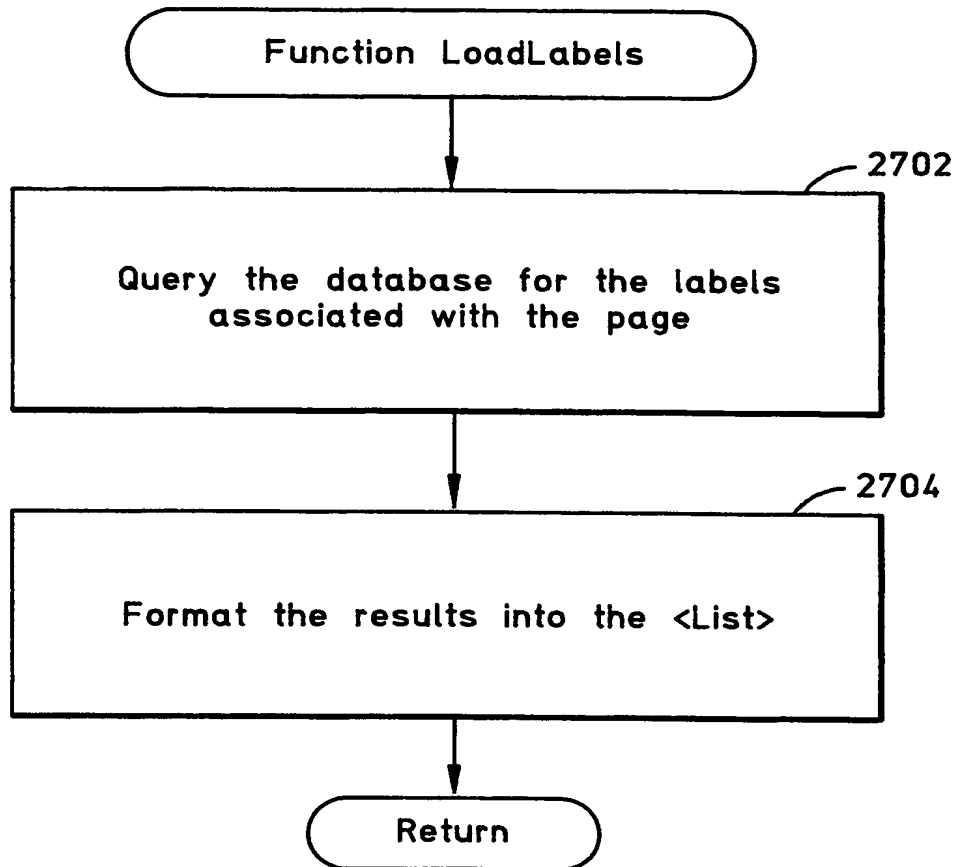 Function LoadLabels
2702
Query the database for the labels
associated with the page
2704
Format the results into the <List>
Return